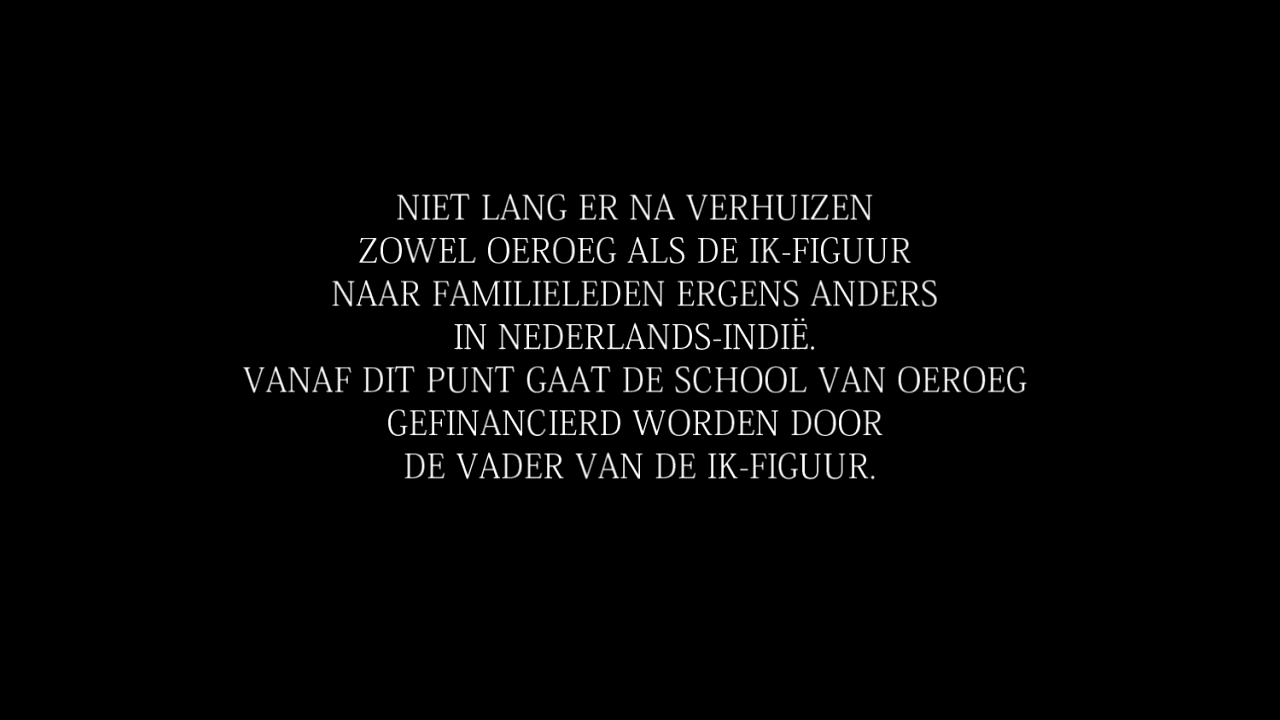 NIET LANG ER NA VERHUIZEN
ZOWEL OEROEG ALS DE IK-FIGUUR
NAAR FAMILIELEDEN ERGENS ANDERS
IN NEDERLANDS-INDIË.
VANAF DIT PUNT GAAT DE SCHOOL VAN OEROEG
GEFINANCIERD WORDEN DOOR
DE VADER VAN DE IK-FIGUUR.